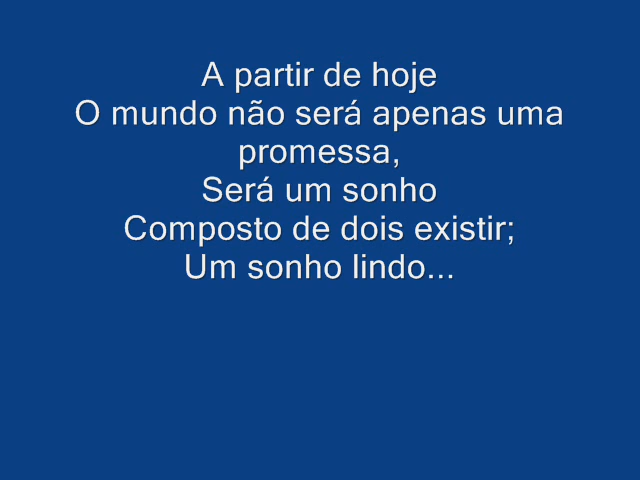 A partir de hoje
O mundo não será apenas uma
promessa,
Será um sonho
Composto de dois existir;
Um sonho lindo...